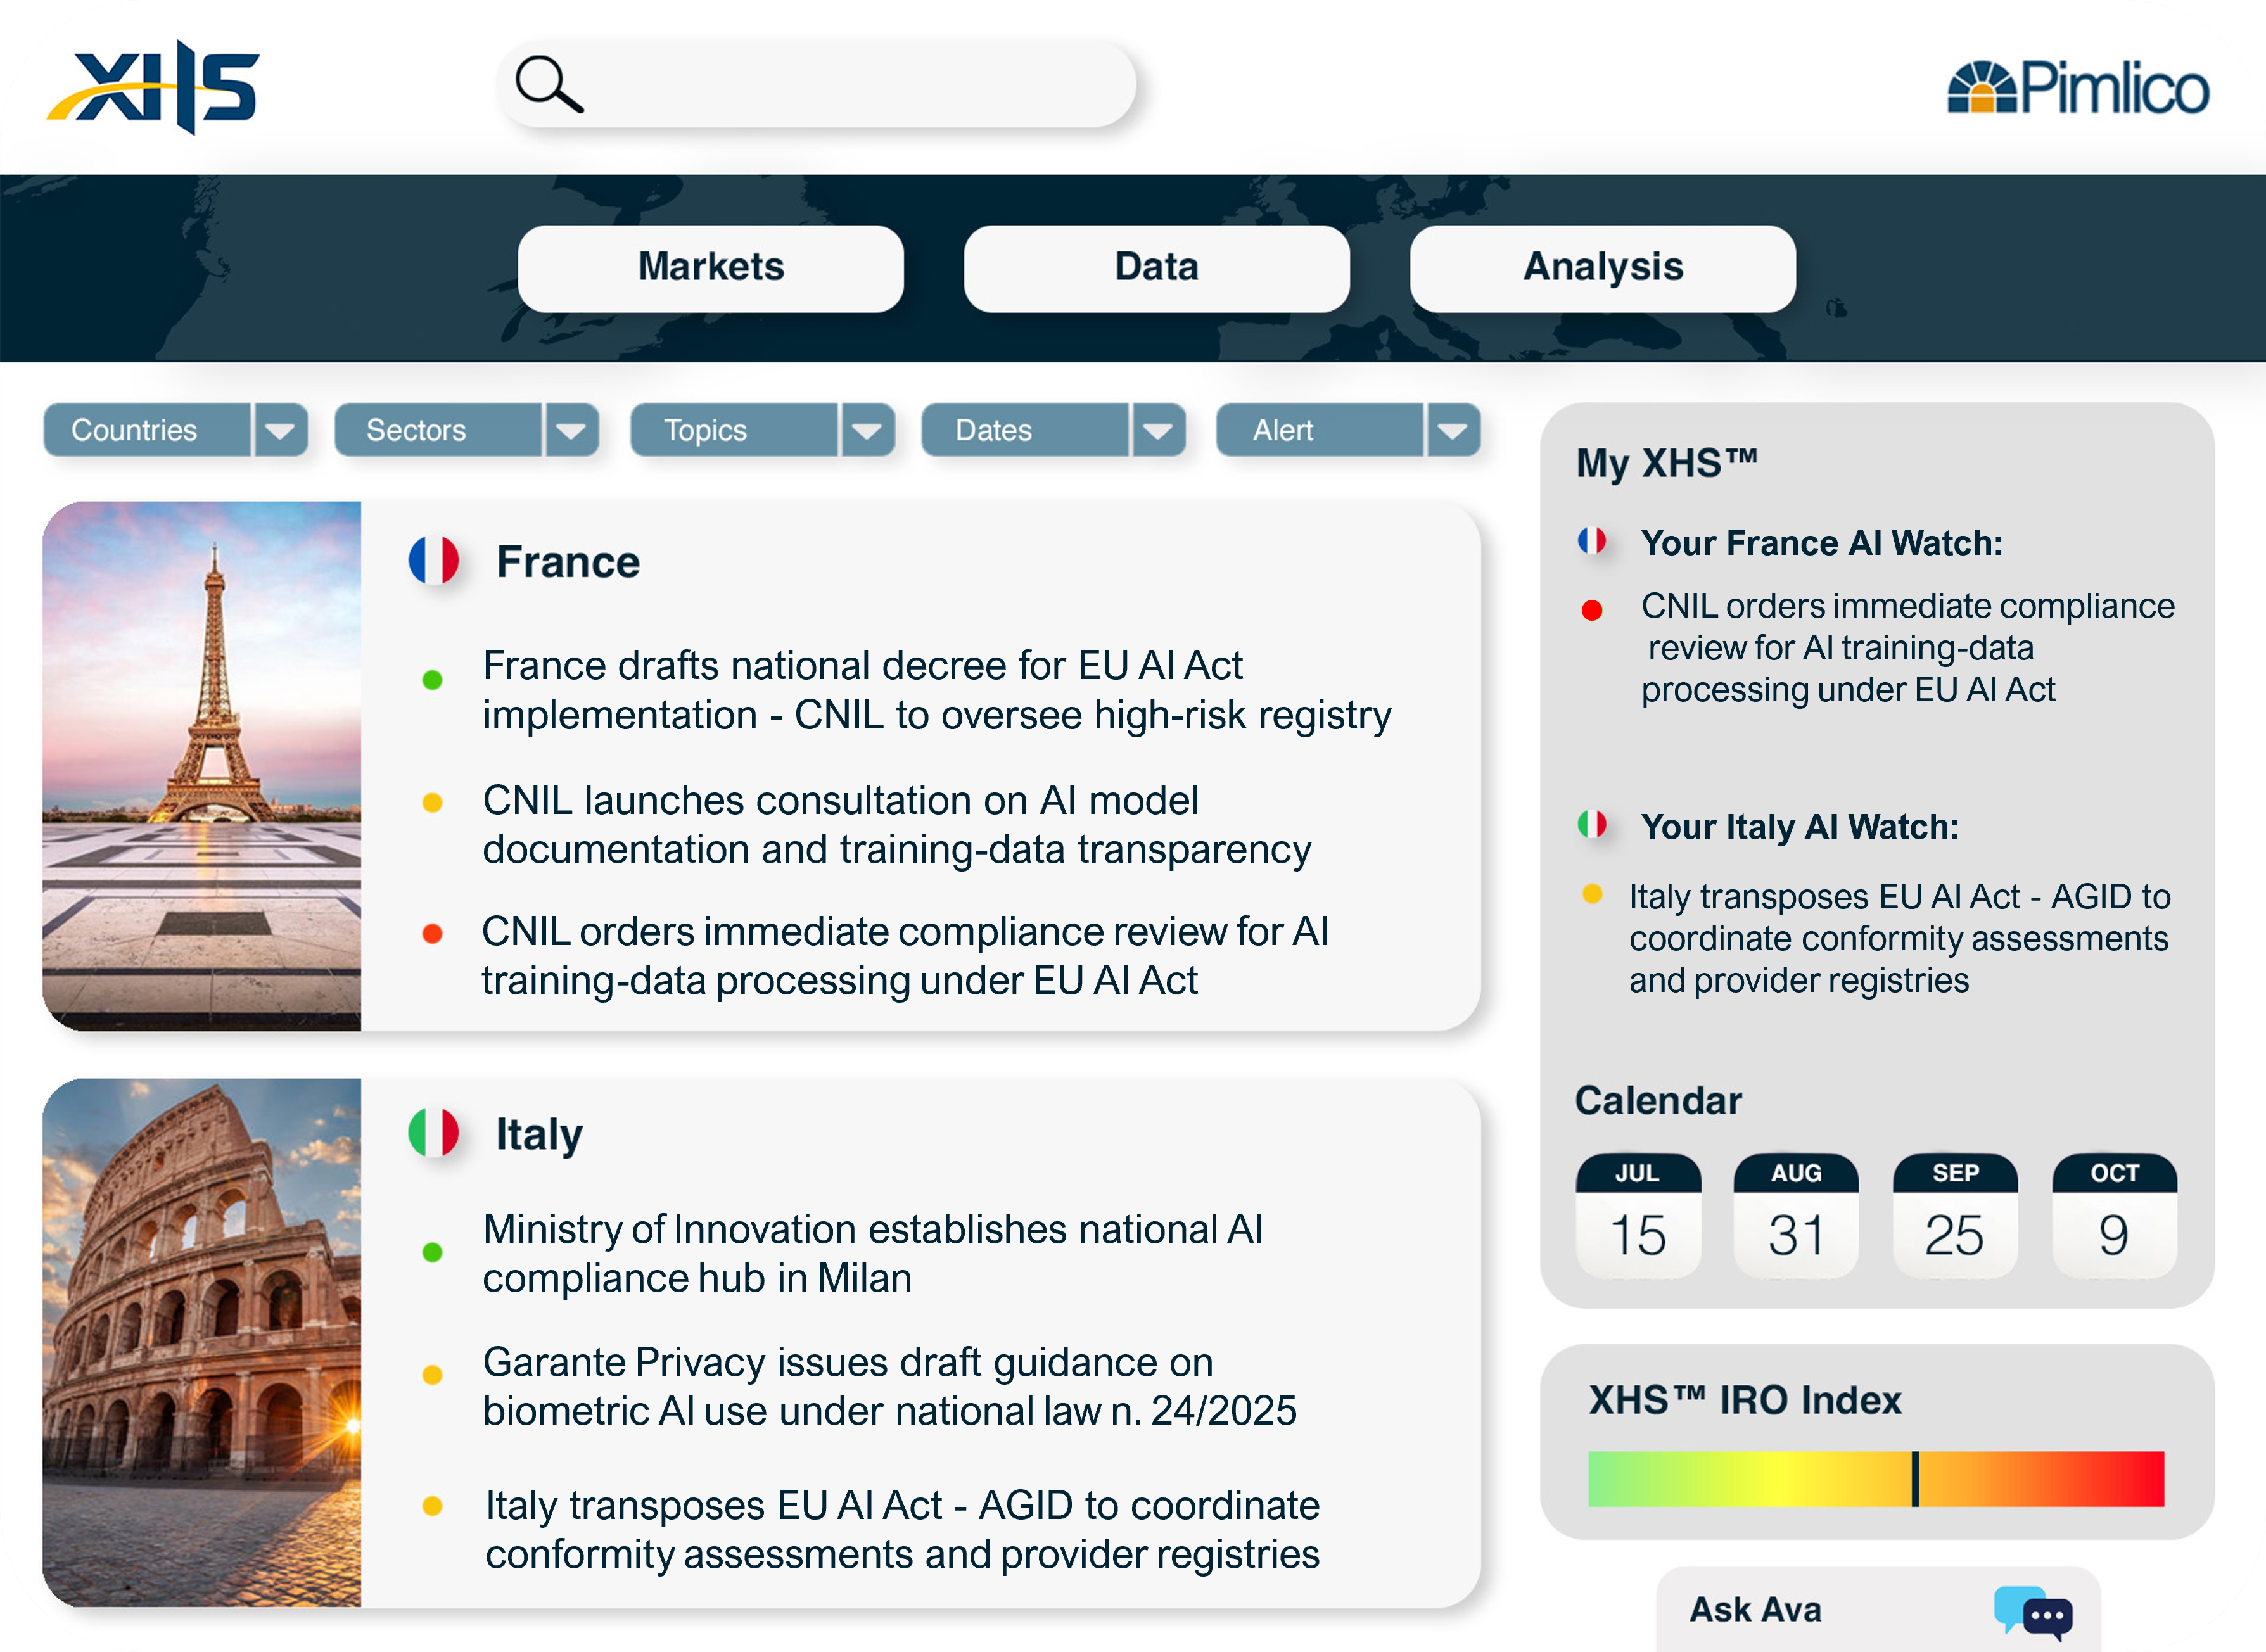 XHS
Pimlico
Markets
Data
Analysis
Countries
Sectors
Topics
Dates
Alert
France
France drafts national decree for EU AI Act
implementation - CNIL to oversee high-risk registry
CNIL launches consultation on AI model
documentation and training-data transparency
CNIL orders immediate compliance review for AI
training-data processing under EU AI Act
Italy
Ministry of Innovation establishes national AI
compliance hub in Milan
Garante Privacy issues draft guidance on
biometric AI use under national law n. 24/2025
Italy transposes EU AI Act - AGID to coordinate
conformity assessments and provider registries
My XHS™
Your France AI Watch:
CNIL orders immediate compliance
review for AI training-data
processing under EU AI Act
Your Italy AI Watch:
Italy transposes EU AI Act - AGID to
coordinate conformity assessments
and provider registries
Calendar
JUL
15
AUG
31
SEP
25
OCT
9
XHS™ IRO Index
Ask Ava